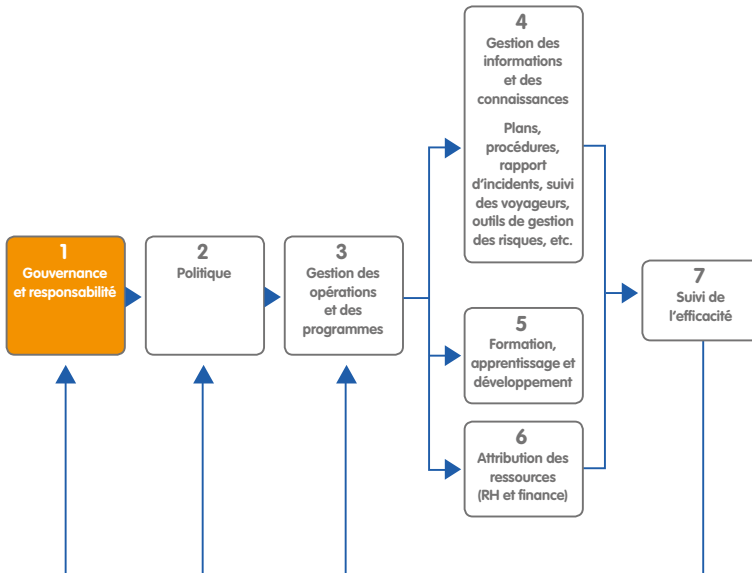 1
Gouvernance
et responsabilité
2
Politique
3
Gestion des
opérations
et des
programmes
4
Gestion des
informations
et des
connaissances
Plans,
procédures,
rapport
d'incidents, suivi
des voyageurs,
outils de gestion
des risques, etc.
5
Formation,
apprentissage et
développement
6
Attribution des
ressources
(RH et finance)
7
Suivi de
l'efficacité